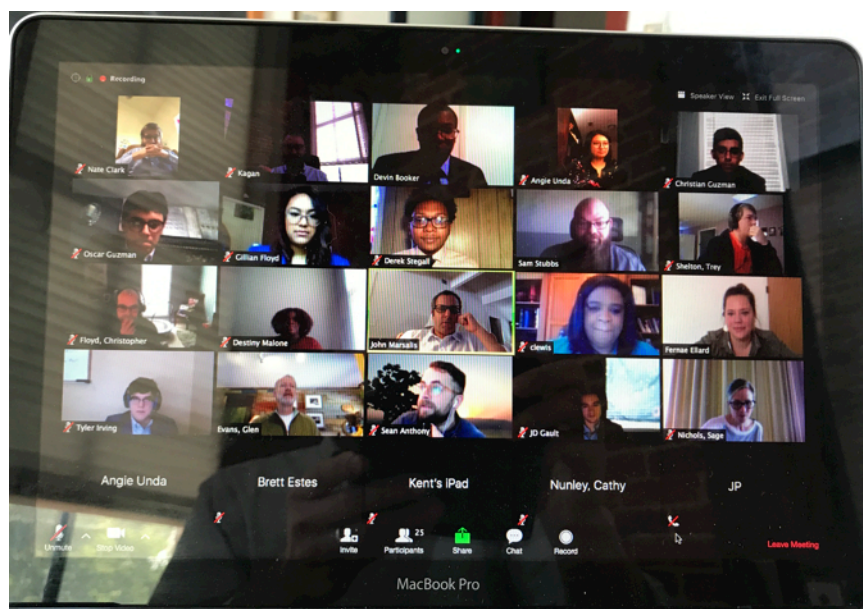 Recording
Speaker View Exit Full Screen
Nate Clark
Kagan
Devin Booker
Angie Unda
Christian Guzman
Oscar Guzman
Gillian Floyd
Derek Stegall
Sam Stubbs
Shelton, Trey
Floyd, Christopher
Destiny Malone
John Marsalis
clewis
Fernae Ellard
Tyler Irving
Evans, Glen
Sean Anthony
JD Gault
Nichols, Sage
Angie Unda
Brett Estes
Kent's iPad
Nunley, Cathy
JP
Unmute
Stop Video
Invite
Participants 25
Share
Chat
Record
Leave Meeting
MacBook Pro